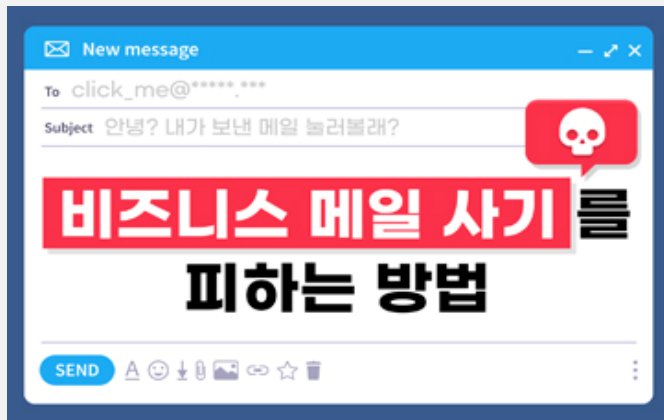 New message
To click_me@*****.***
Subject 안녕? 내가 보낸 메일 눌러볼래?
비즈니스 메일 사기를
피하는 방법
SEND A